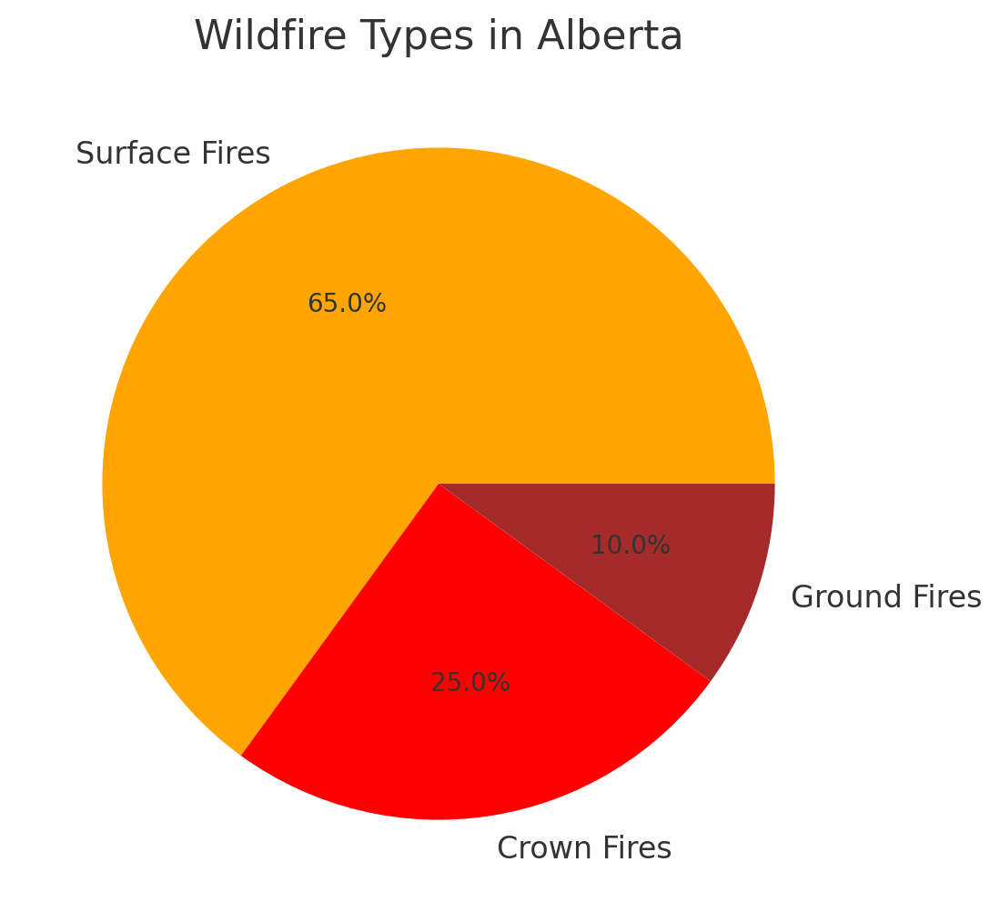 Wildfire Types in Alberta
Surface Fires
65.0%
10.0%
Ground Fires
25.0%
Crown Fires